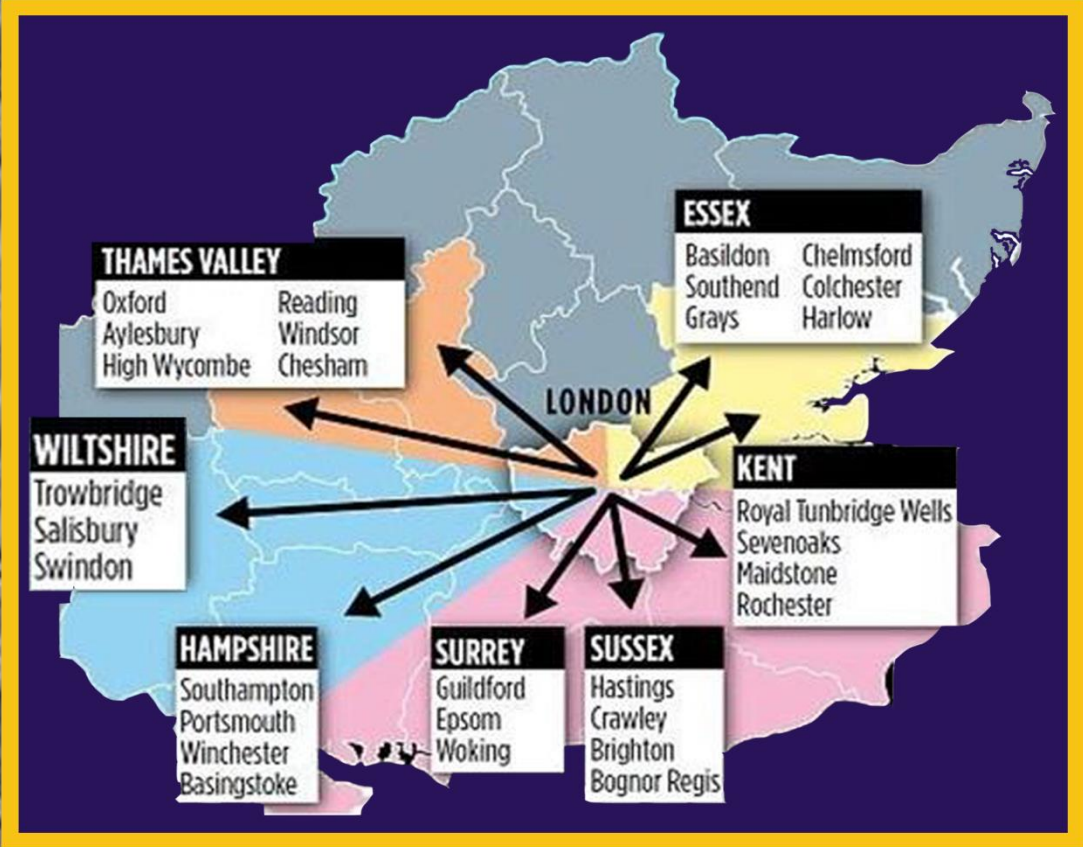 ESSEX
Basildon Chelmsford
Southend Colchester
Grays Harlow
THAMES VALLEY
Oxford Reading
Aylesbury Windsor
High Wycombe Chesham
LONDON
WILTSHIRE
Trowbridge
Salisbury
Swindon
KENT
Royal Tunbridge Wells
Sevenoaks
Maidstone
Rochester
HAMPSHIRE
Southampton
Portsmouth
Winchester
Basingstoke
SURREY
Guildford
Epsom
Woking
SUSSEX
Hastings
Crawley
Brighton
Bognor Regis